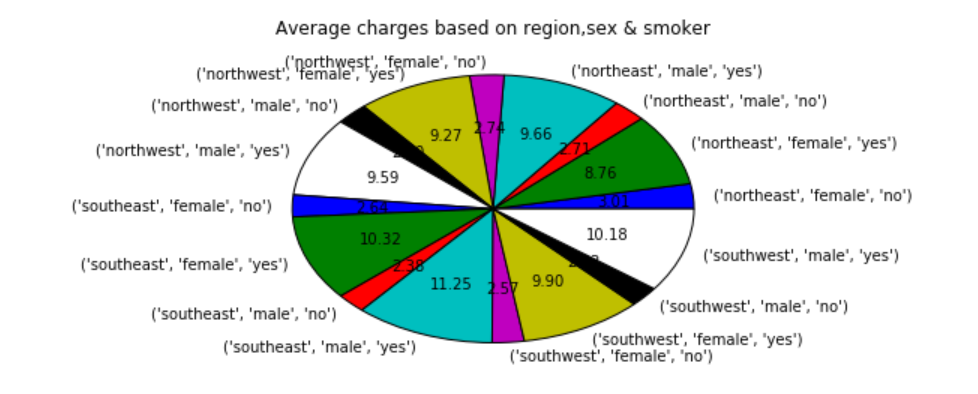 Average charges based on region,sex & smoker
('northwest', 'female', 'no')
('northwest', 'female', 'yes')
('northeast', 'male', 'yes')
('northwest', 'male', 'no')
('northeast', 'male', 'no')
('northwest', 'male', 'yes')
('northeast', 'female', 'yes')
('southeast', 'female', 'no')
('northeast', 'female', 'no')
('southeast', 'female', 'yes')
('southwest', 'male', 'yes')
('southeast', 'male', 'no')
('southwest', 'male', 'no')
('southeast', 'male', 'yes')
('southwest', 'female', 'yes')
('southwest', 'female', 'no')
2.74
9.27
9.66
2.71
8.76
9.59
3.01
2.64
10.32
10.18
2.38
11.25
2.57
9.90